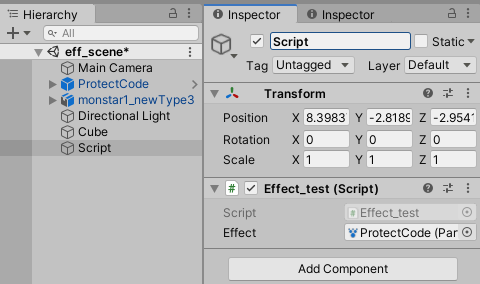 Hierarchy
All
eff_scene*
Main Camera
ProtectCode
monstar1_newType3
Directional Light
Cube
Script
Inspector
Inspector
Script
Static
Tag Untagged Layer Default
Transform
Position X 8.3983 Y -2.8189 Z -2.9541
Rotation X 0 Y 0 Z 0
Scale X 1 Y 1 Z 1
Effect_test (Script)
Script Effect_test
Effect ProtectCode (Par
Add Component